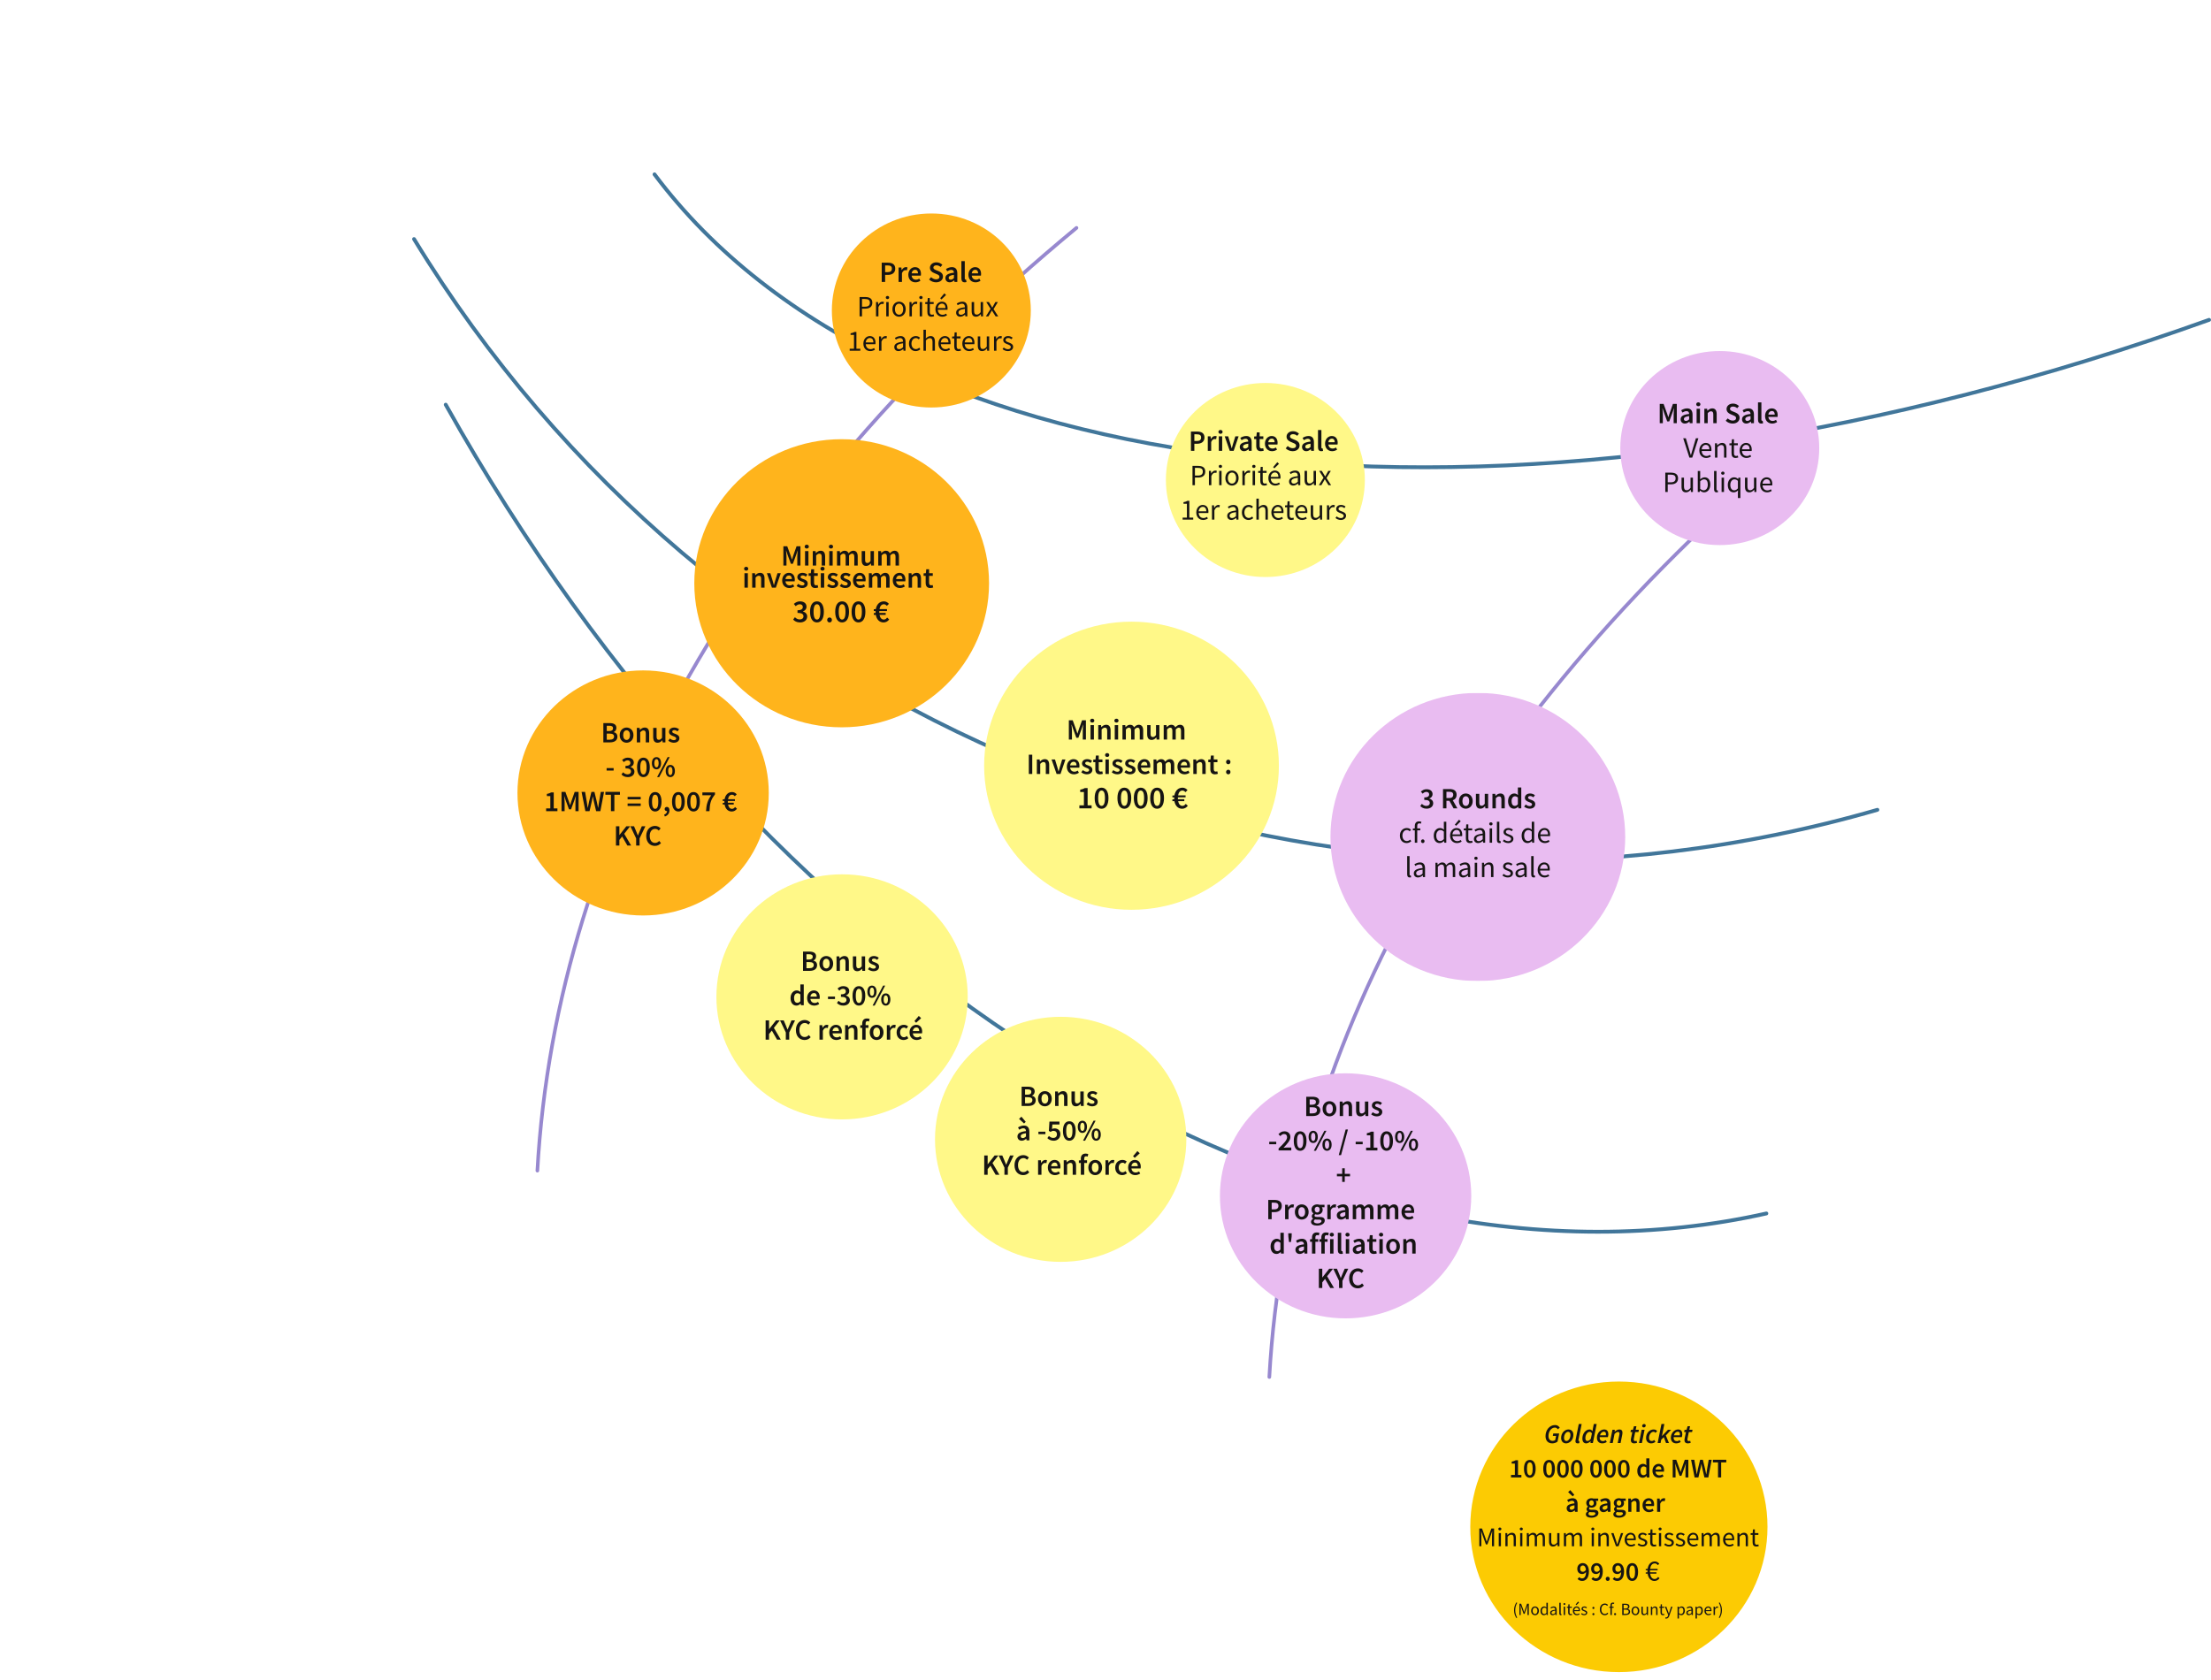 Pre Sale
Priorité aux
1er acheteurs
Private Sale
Priorité aux
1er acheteurs
Main Sale
Vente
Publique
Minimum
investissement
30.00 €
Minimum
Investissement :
10 000 €
3 Rounds
cf. détails de
la main sale
Bonus
- 30%
1MWT = 0,007 €
KYC
Bonus
de -30%
KYC renforcé
Bonus
à -50%
KYC renforcé
Bonus
-20% / -10%
+
Programme
d'affiliation
KYC
Golden ticket
10 000 000 de MWT
à gagner
Minimum investissement
99.90 €
(Modalités : Cf. Bounty paper)